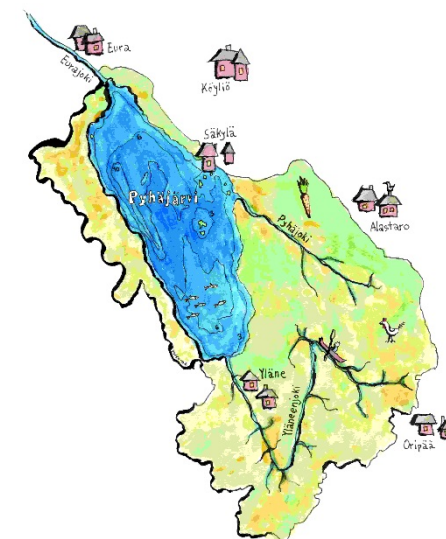 Eura
Eurajoki
Köyliö
Säkylä
Pyhäjärvi
Pyhäjoki
Alastaro
Yläne
Yläneenjoki
Oripää